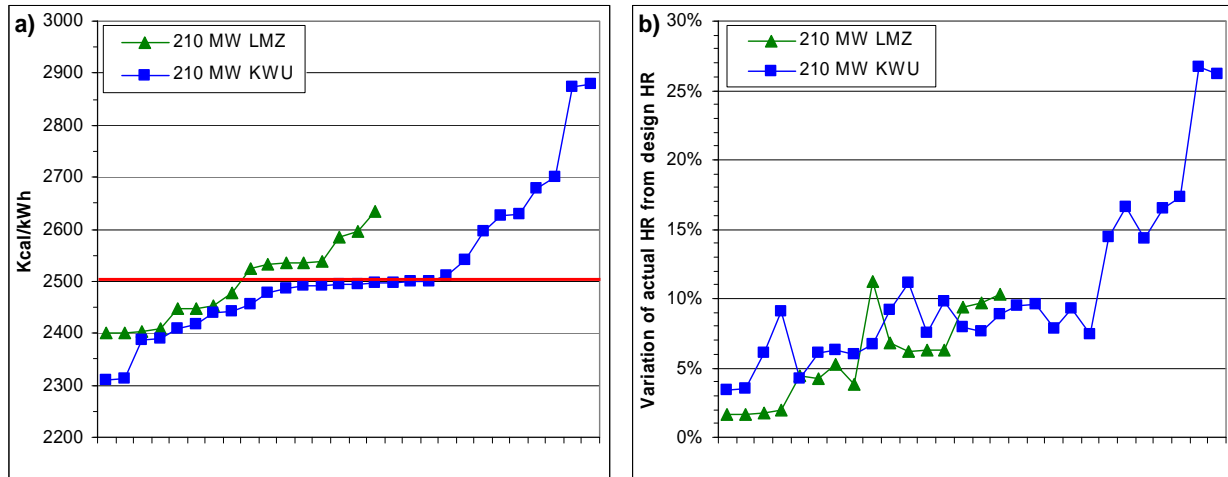 a)
210 MW LMZ
210 MW KWU
Kcal/kWh
3000
2900
2800
2700
2600
2500
2400
2300
2200
b)
210 MW LMZ
210 MW KWU
Variation of actual HR from design HR
30%
25%
20%
15%
10%
5%
0%